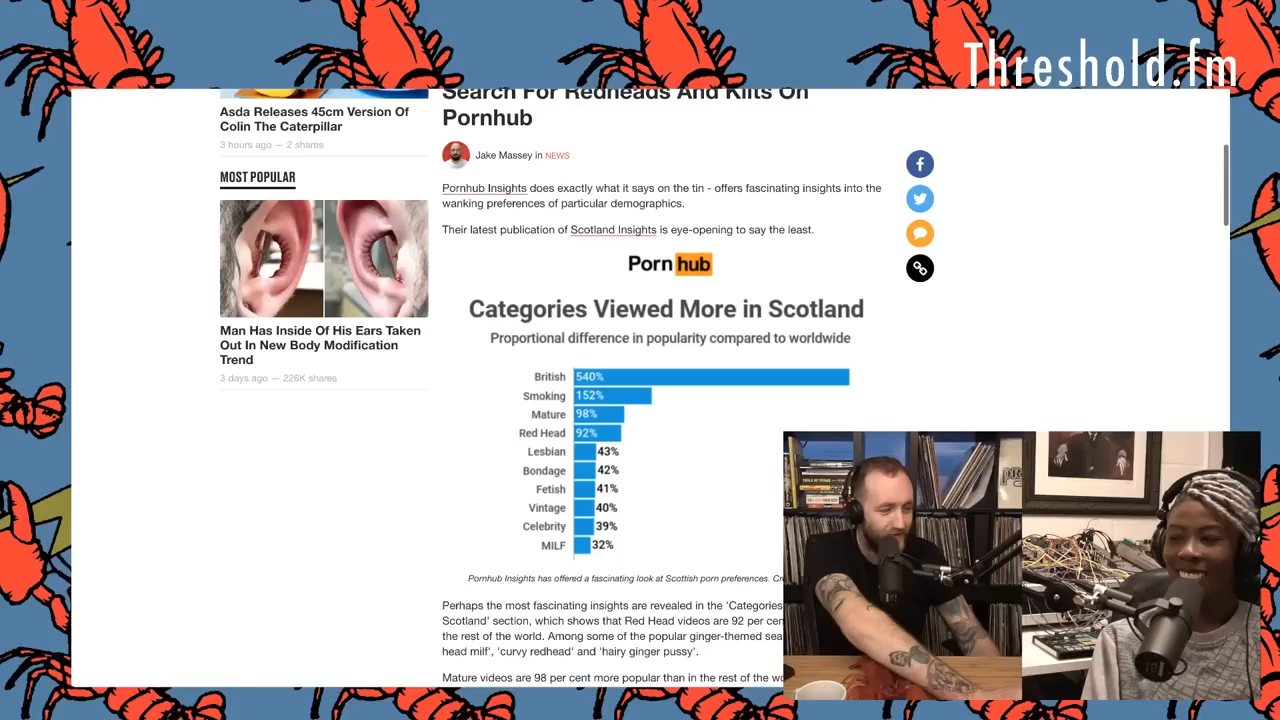 Threshold.fm
Asda Releases 45cm Version Of
Colin The Caterpillar
3 hours ago — 2 shares
MOST POPULAR
Man Has Inside Of His Ears Taken
Out In New Body Modification
Trend
3 days ago — 226K shares
Search For Redheads And Kilts On
Pornhub
Jake Massey in NEWS
Pornhub Insights does exactly what it says on the tin - offers fascinating insights into the
wanking preferences of particular demographics.
Their latest publication of Scotland Insights is eye-opening to say the least.
Porn hub
Categories Viewed More in Scotland
Proportional difference in popularity compared to worldwide
British 540%
Smoking 152%
Mature 98%
Red Head 92%
Lesbian 43%
Bondage 42%
Fetish 41%
Vintage 40%
Celebrity 39%
MILF 32%
Pornhub Insights has offered a fascinating look at Scottish porn preferences.
Perhaps the most fascinating insights are revealed in the 'Categories
Scotland' section, which shows that Red Head videos are 92 per
the rest of the world. Among some of the popular ginger-themed
head milf', 'curvy redhead' and 'hairy ginger pussy'.
Mature videos are 98 per cent more popular than in the rest of the